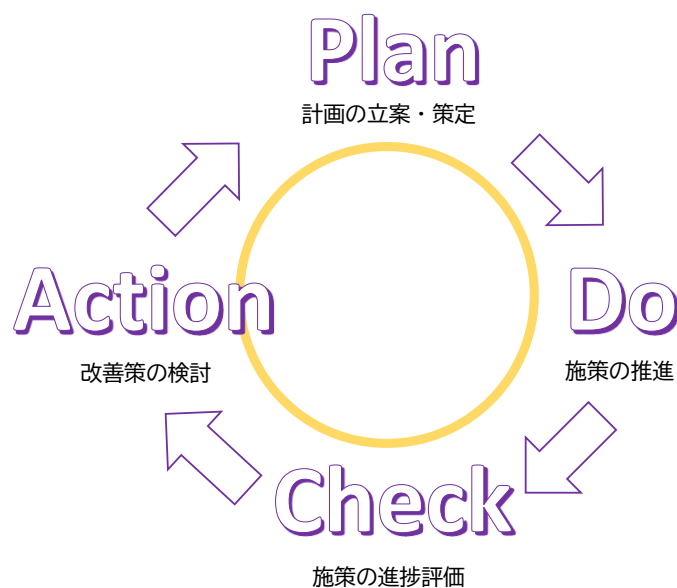 Plan
計画の立案・策定
Do
施策の推進
Check
施策の進捗評価
Action
改善策の検討